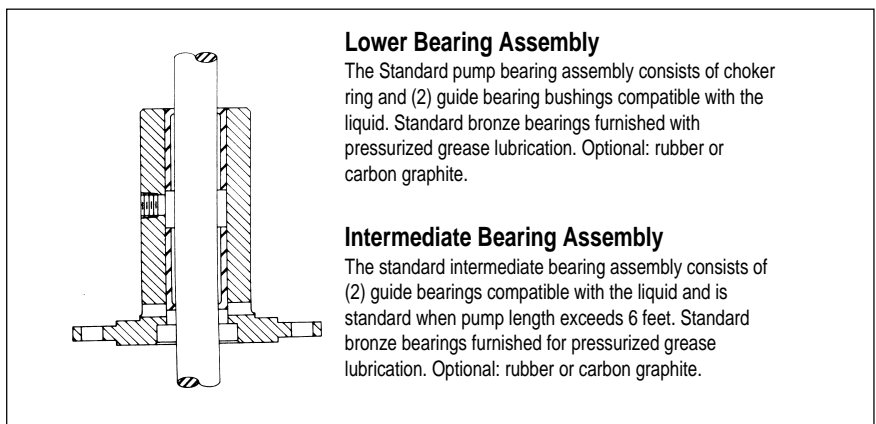 Lower Bearing Assembly
The Standard pump bearing assembly consists of choker
ring and (2) guide bearing bushings compatible with the
liquid. Standard bronze bearings furnished with
pressurized grease lubrication. Optional: rubber or
carbon graphite.
Intermediate Bearing Assembly
The standard intermediate bearing assembly consists of
(2) guide bearings compatible with the liquid and is
standard when pump length exceeds 6 feet. Standard
bronze bearings furnished for pressurized grease
lubrication. Optional: rubber or carbon graphite.